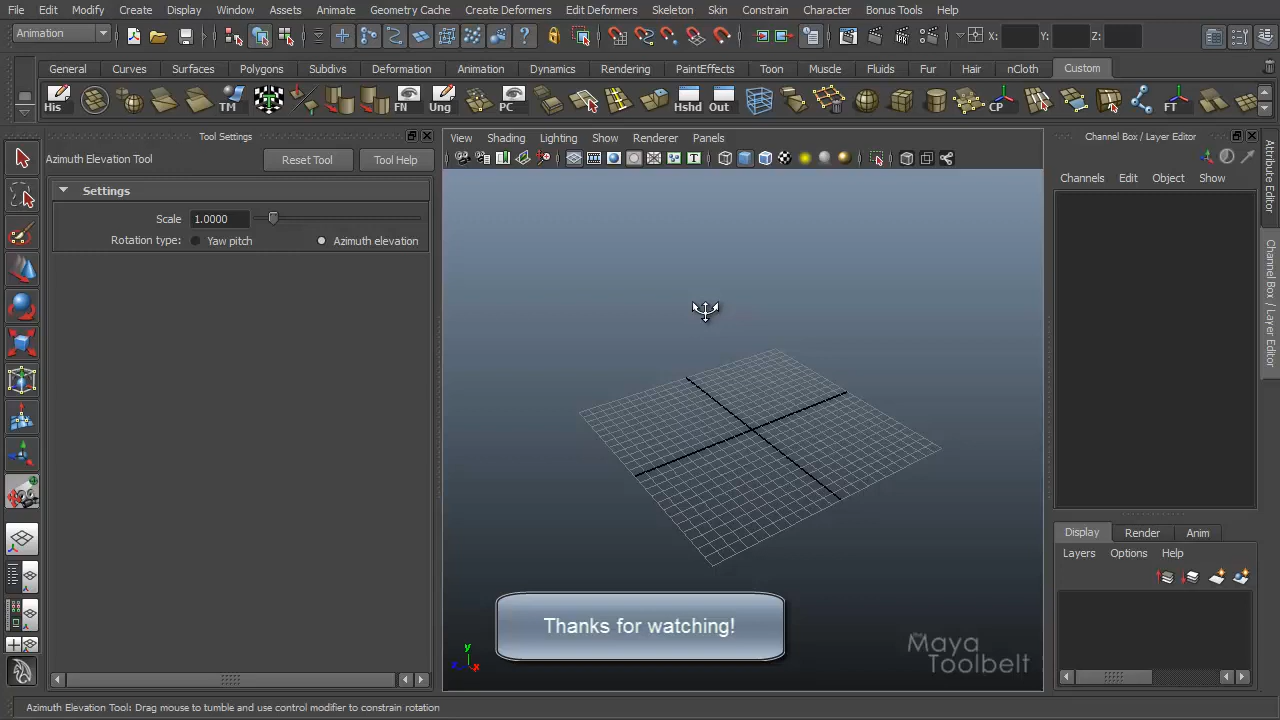 File Edit Modify Create Display Window Assets Animate Geometry Cache Create Deformers Edit Deformers Skeleton Skin Constrain Character Bonus Tools Help
Animation X: Y: Z:
General Curves Surfaces Polygons Subdivs Deformation Animation Dynamics Rendering PaintEffects Toon Muscle Fluids Fur Hair nCloth Custom
His TM FN Ung PC Hshd Out CP FT
Tool Settings
Azimuth Elevation Tool Reset Tool Tool Help
Settings
Scale 1.0000
Rotation type: Yaw pitch Azimuth elevation
View Shading Lighting Show Renderer Panels
Thanks for watching!
the
Maya
Toolbelt
y
z x
Channel Box / Layer Editor
Channels Edit Object Show
Attribute Editor
Channel Box / Layer Editor
Display Render Anim
Layers Options Help
Azimuth Elevation Tool: Drag mouse to tumble and use control modifier to constrain rotation